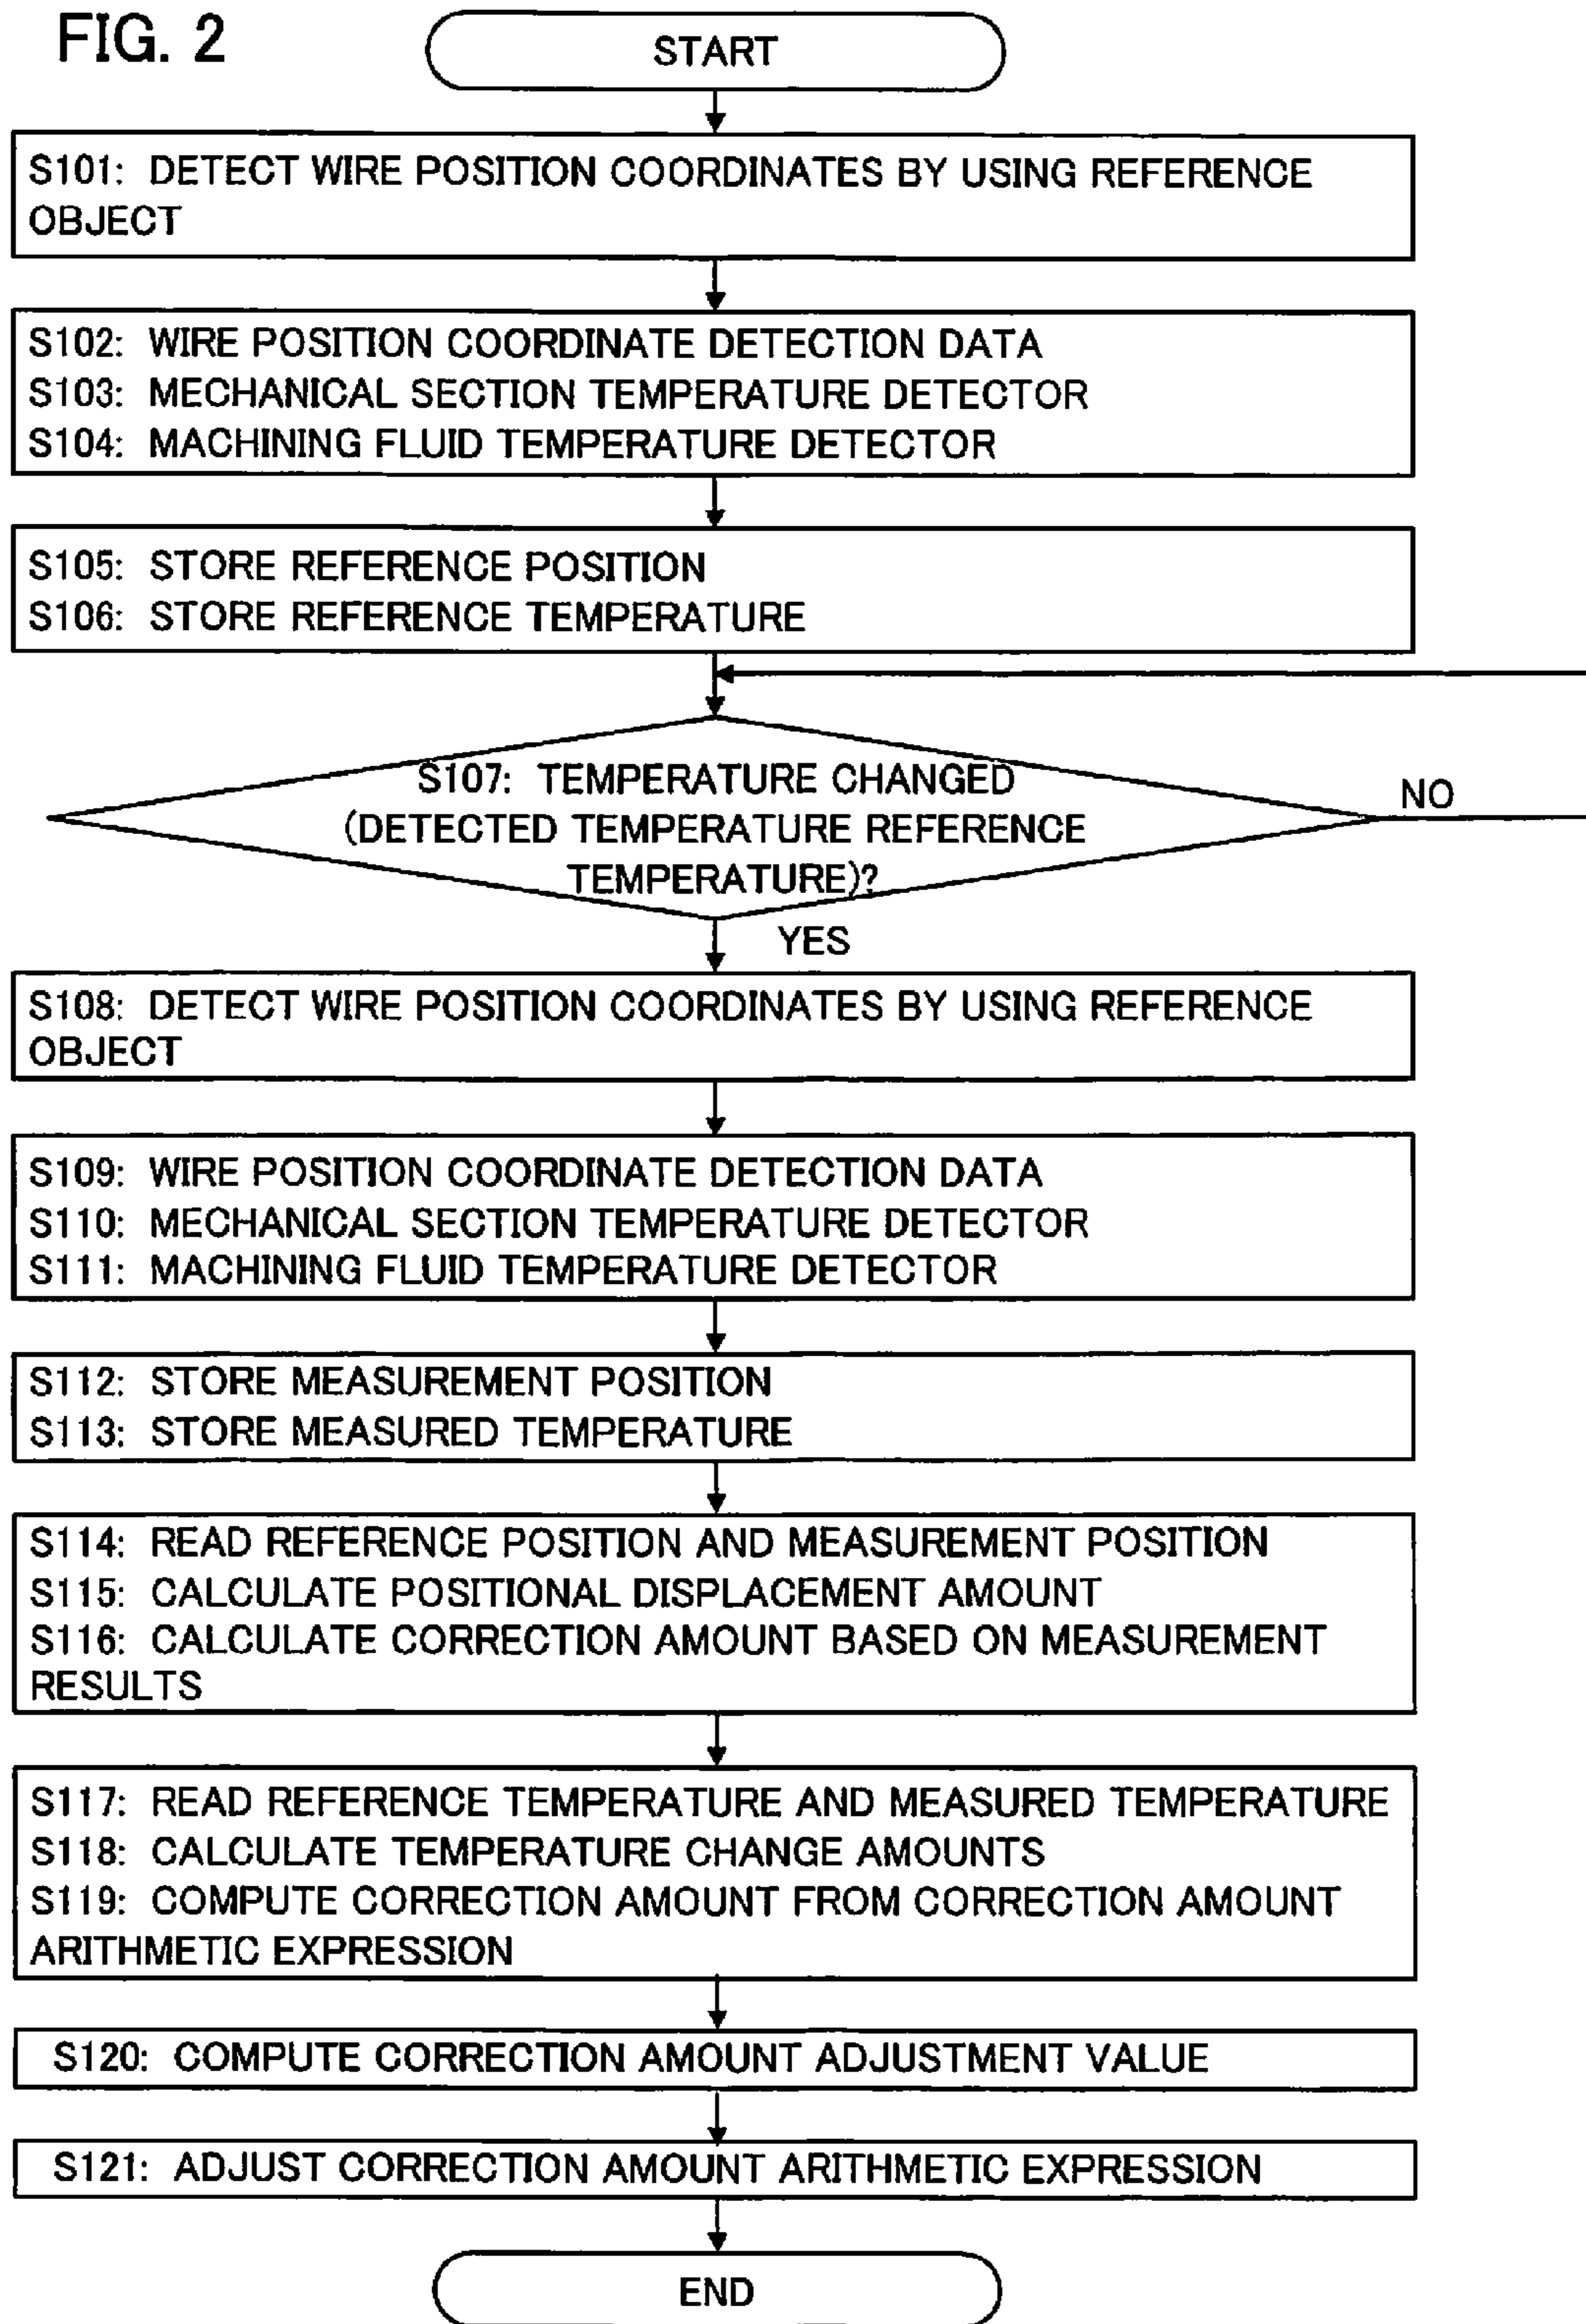 FIG. 2
START
S101: DETECT WIRE POSITION COORDINATES BY USING REFERENCE
OBJECT
S102: WIRE POSITION COORDINATE DETECTION DATA
S103: MECHANICAL SECTION TEMPERATURE DETECTOR
S104: MACHINING FLUID TEMPERATURE DETECTOR
S105: STORE REFERENCE POSITION
S106: STORE REFERENCE TEMPERATURE
S107: TEMPERATURE CHANGED
(DETECTED TEMPERATURE REFERENCE
TEMPERATURE)?
NO
YES
S108: DETECT WIRE POSITION COORDINATES BY USING REFERENCE
OBJECT
S109: WIRE POSITION COORDINATE DETECTION DATA
S110: MECHANICAL SECTION TEMPERATURE DETECTOR
S111: MACHINING FLUID TEMPERATURE DETECTOR
S112: STORE MEASUREMENT POSITION
S113: STORE MEASURED TEMPERATURE
S114: READ REFERENCE POSITION AND MEASUREMENT POSITION
S115: CALCULATE POSITIONAL DISPLACEMENT AMOUNT
S116: CALCULATE CORRECTION AMOUNT BASED ON MEASUREMENT
RESULTS
S117: READ REFERENCE TEMPERATURE AND MEASURED TEMPERATURE
S118: CALCULATE TEMPERATURE CHANGE AMOUNTS
S119: COMPUTE CORRECTION AMOUNT FROM CORRECTION AMOUNT
ARITHMETIC EXPRESSION
S120: COMPUTE CORRECTION AMOUNT ADJUSTMENT VALUE
S121: ADJUST CORRECTION AMOUNT ARITHMETIC EXPRESSION
END